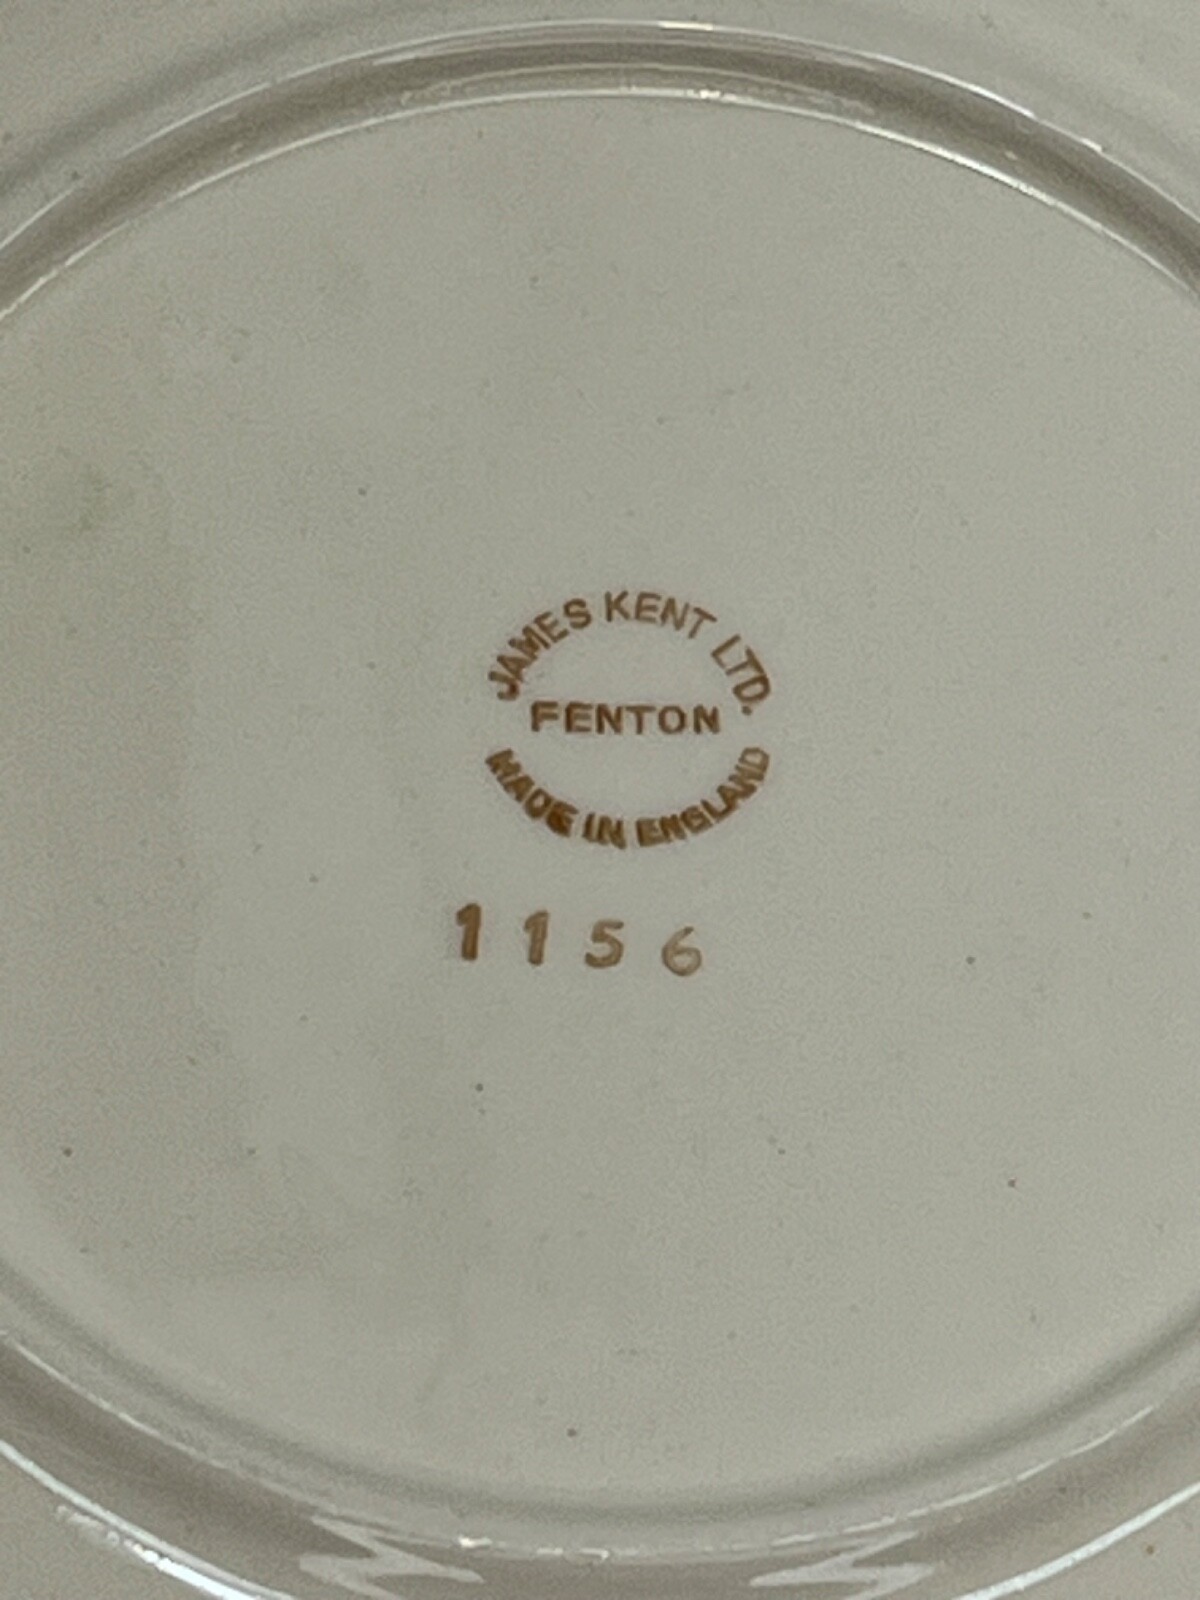 JAMES KENT LTD.
FENTON
MADE IN ENGLAND
1156